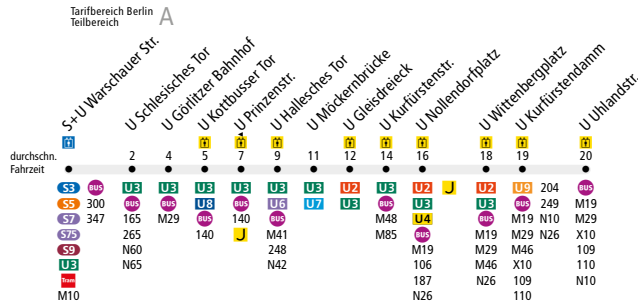 Tarifbereich Berlin A
Teilbereich
S+U Warschauer Str.
U Schlesisches Tor
U Görlitzer Bahnhof
U Kottbusser Tor
U Prinzenstr.
U Hallesches Tor
U Möckernbrücke
U Gleisdreieck
U Kurfürstenstr.
U Nollendorfplatz
U Wittenbergplatz
U Kurfürstendamm
U Uhlandstr.
durchschn. 2 4 5 7 9 11 12 14 16 18 19 20
Fahrzeit
S3 BUS U3 U3 U3 U3 U3 U3 U2 U3 U2 U2 U9 204 BUS
S5 300 BUS BUS U8 BUS U6 U7 U3 BUS U3 U3 BUS 249 M19
S7 347 165 M29 BUS 140 BUS M48 U4 BUS M19 N10 M29
S75 265 140 M41 M85 BUS M19 M29 N26 X10
S9 N60 248 M19 M29 M46 109
U3 N65 N42 106 M46 X10 110
Tram 187 N26 109 N10
M10 N26 110